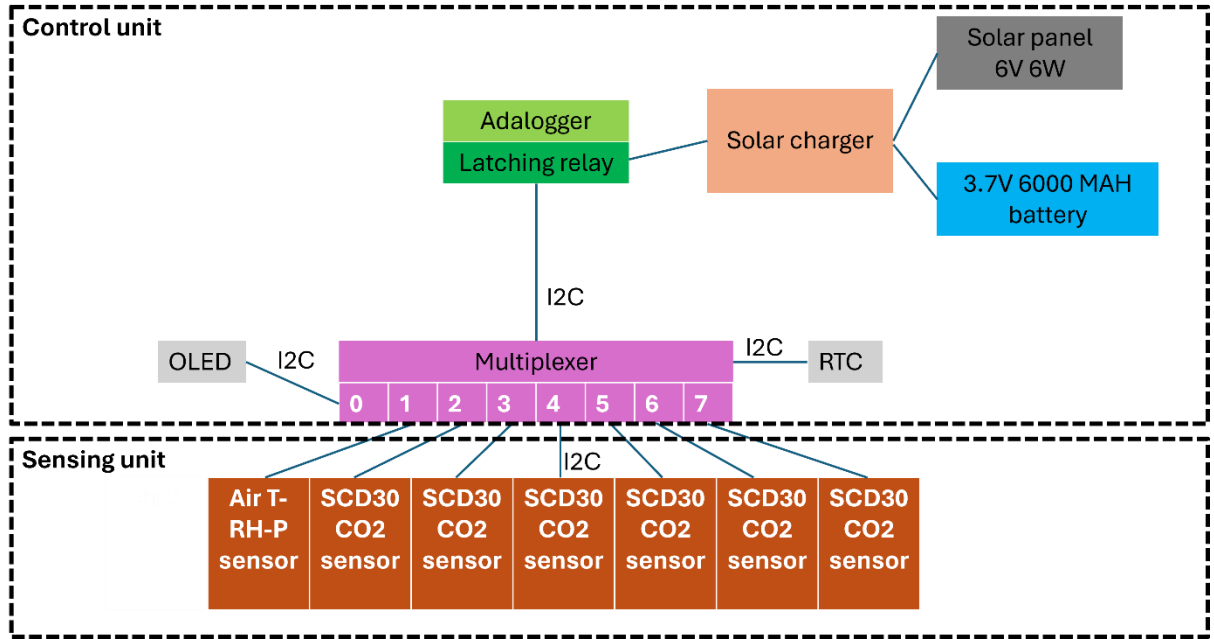 Control unit
Solar panel
6V 6W
Adalogger
Solar charger
Latching relay
3.7V 6000 MAH
battery
I2C
OLED
I2C
Multiplexer
I2C
RTC
0 1 2 3 4 5 6 7
Sensing unit
I2C
Air T-
RH-P
sensor
SCD30
CO2
sensor
SCD30
CO2
sensor
SCD30
CO2
sensor
SCD30
CO2
sensor
SCD30
CO2
sensor
SCD30
CO2
sensor